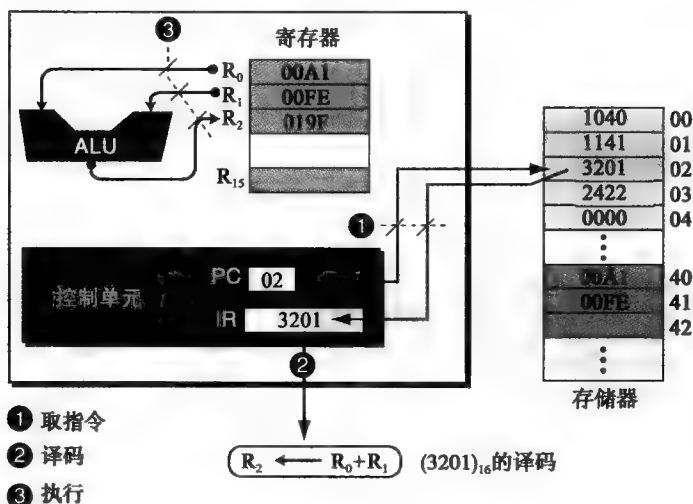 3
寄存器
R0
00A1
R1
00FE
R2
019F
R15
ALU
1040 00
1141 01
3201 02
2422 03
0000 04
00A1 40
00FE 41
42
存储器
1
控制单元
PC 02
IR 3201
2
1 取指令
2 译码
3 执行
R2 ← R0+R1
(3201)16的译码